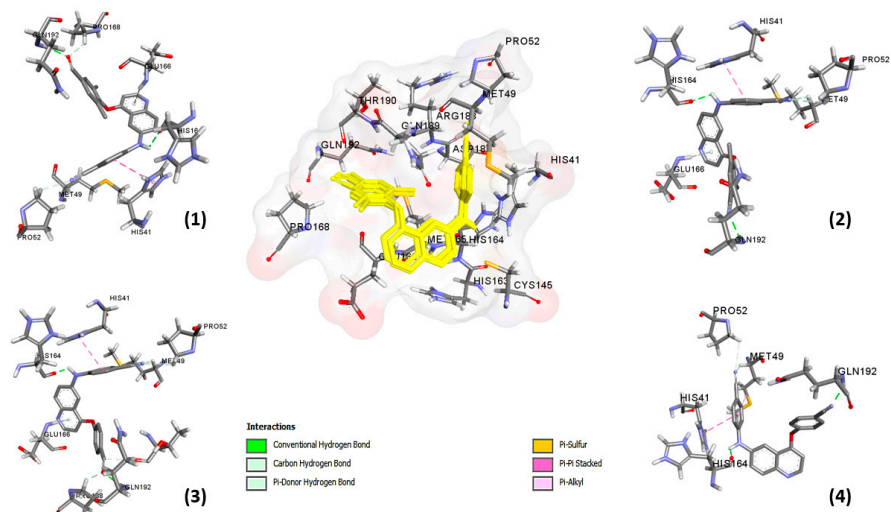 GLN192
PRO168
GLU166
HIS16
MET49
PRO52
HIS41
(1)
PRO52
MET49
THR190
ARG188
GLN189
GLN192
HIS41
PRO168
HIS164
HIS163
CYS145
HIS41
PRO52
HIS164
MET49
GLU166
GLN192
(2)
HIS41
PRO52
HIS164
MET49
GLU166
GLN192
(3)
Interactions
Conventional Hydrogen Bond
Carbon Hydrogen Bond
Pi-Donor Hydrogen Bond
Pi-Sulfur
Pi-Pi Stacked
Pi-Alkyl
PRO52
MET49
GLN192
HIS41
HIS164
(4)